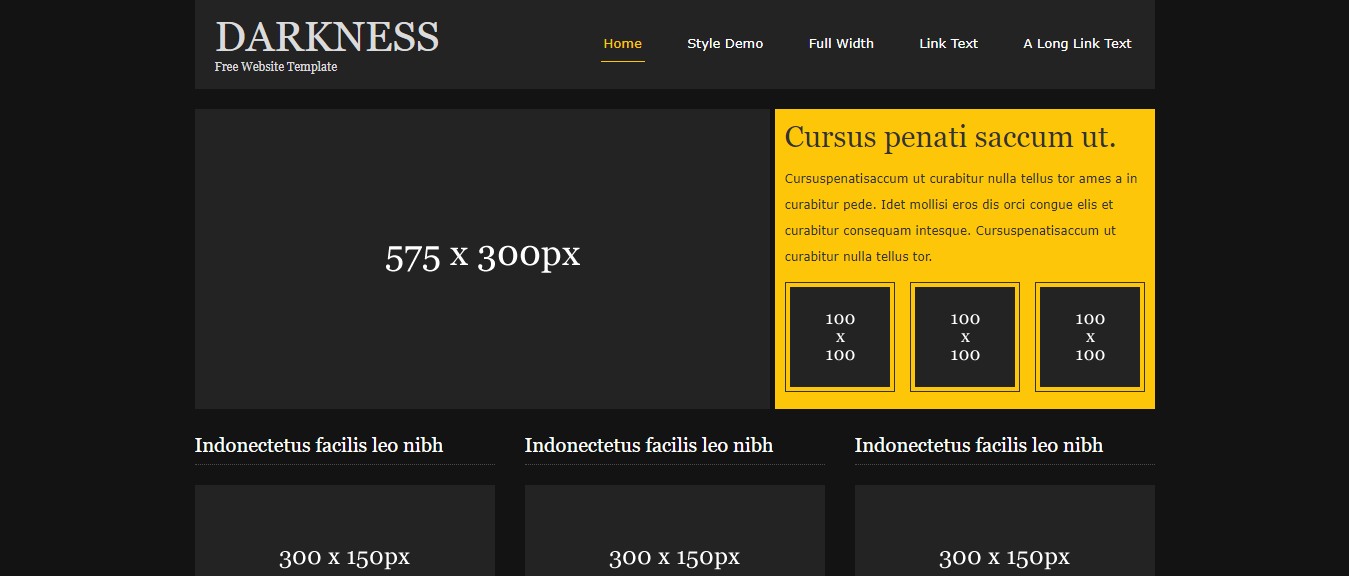 DARKNESS
Free Website Template
Home Style Demo Full Width Link Text A Long Link Text
575 x 300px
Cursus penati saccum ut.
Cursuspenatisaccum ut curabitur nulla tellus tor ames a in
curabitur pede. Idet mollisi eros dis orci congue elis et
curabitur consequam intesque. Cursuspenatisaccum ut
curabitur nulla tellus tor.
100
x
100
100
x
100
100
x
100
Indonectetus facilis leo nibh
300 x 150px
Indonectetus facilis leo nibh
300 x 150px
Indonectetus facilis leo nibh
300 x 150px